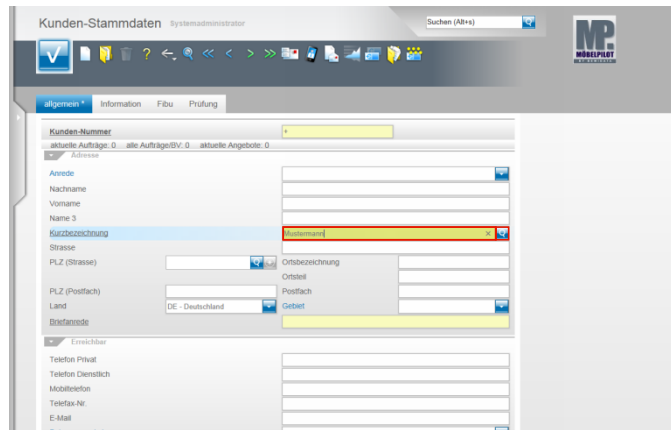 Kunden-Stammdaten Systemadministrator Suchen (Alt+s)
MP
MÖBELPILOT
allgemein * Information Fibu Prüfung
Kunden-Nummer +
aktuelle Aufträge: 0 alle Aufträge/BV: 0 aktuelle Angebote: 0
Adresse
Anrede
Nachname
Vorname
Name 3
Kurzbezeichnung Mustermann
Strasse
PLZ (Strasse) Ortsbezeichnung
Ortsteil
PLZ (Postfach) Postfach
Land DE - Deutschland Gebiet
Briefanrede
Erreichbar
Telefon Privat
Telefon Dienstlich
Mobiltelefon
Telefax-Nr.
E-Mail